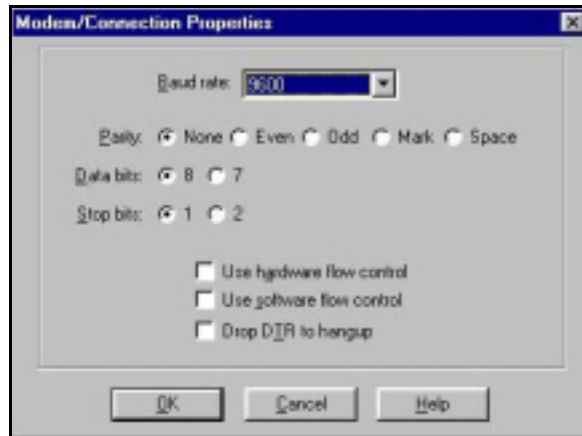 Modem/Connection Properties
Baud rate: 9600
Parity: None Even Odd Mark Space
Data bits: 8 7
Stop bits: 1 2
Use hardware flow control
Use software flow control
Drop DTR to hangup
OK Cancel Help